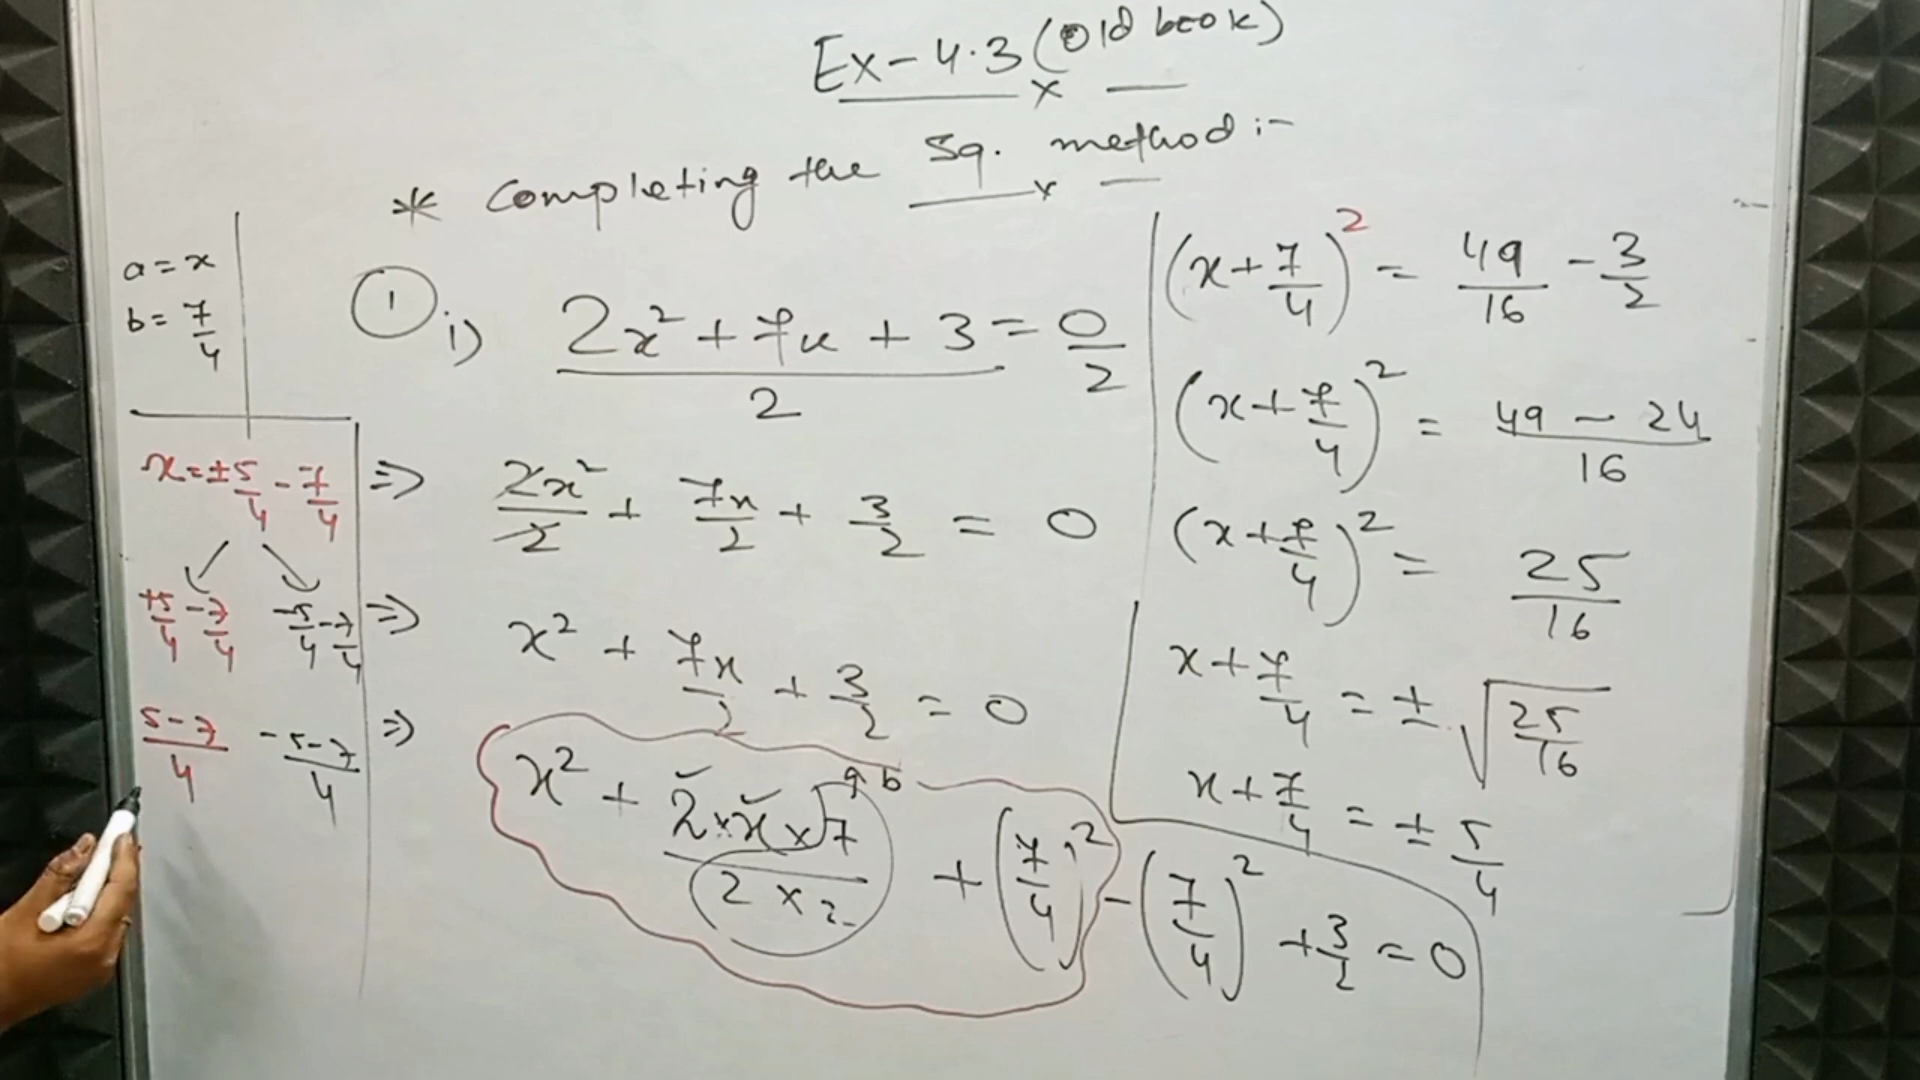 Ex-4.3 (Old book)
* Completing the Sq. method :-
a = x
b = 7/4
① i) (2x² + 7x + 3)/2 = 0/2
⇒ 2x²/2 + 7x/2 + 3/2 = 0
⇒ x² + 7x/2 + 3/2 = 0
⇒ x² + (2 × x × 7)/(2 × 2) + (7/4)² - (7/4)² + 3/2 = 0
a b
(x + 7/4)² = 49/16 - 3/2
(x + 7/4)² = (49 - 24)/16
(x + 7/4)² = 25/16
x + 7/4 = ± √(25/16)
x + 7/4 = ± 5/4
x = ± 5/4 - 7/4
+5/4 - 7/4 -5/4 - 7/4
(5 - 7)/4 (-5 - 7)/4